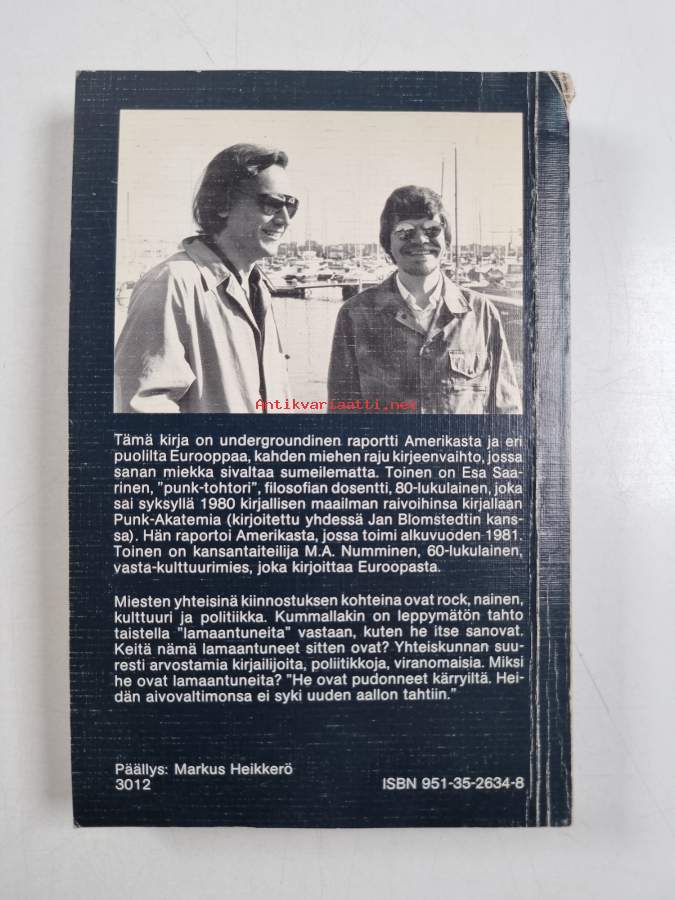 Antikvariaatti.net
Tämä kirja on undergroundinen raportti Amerikasta ja eri
puolilta Eurooppaa, kahden miehen raju kirjeenvaihto, jossa
sanan miekka sivaltaa sumeilematta. Toinen on Esa Saa-
rinen, "punk-tohtori", filosofian dosentti, 80-lukulainen, joka
sai syksyllä 1980 kirjallisen maailman raivoihinsa kirjallaan
Punk-Akatemia (kirjoitettu yhdessä Jan Blomstedtin kans-
sa). Hän raportoi Amerikasta, jossa toimi alkuvuoden 1981.
Toinen on kansantaiteilija M.A. Numminen, 60-lukulainen,
vasta-kulttuurimies, joka kirjoittaa Euroopasta.
Miesten yhteisinä kiinnostuksen kohteina ovat rock, nainen,
kulttuuri ja politiikka. Kummallakin on leppymätön tahto
taistella "lamaantuneita" vastaan, kuten he itse sanovat.
Keitä nämä lamaantuneet sitten ovat? Yhteiskunnan suu-
resti arvostamia kirjailijoita, poliitikkoja, viranomaisia. Miksi
he ovat lamaantuneita? "He ovat pudonneet kärryiltä. Hei-
dän aivovaltimonsa ei syki uuden aallon tahtiin."
Päällys: Markus Heikkerö
3012
ISBN 951-35-2634-8